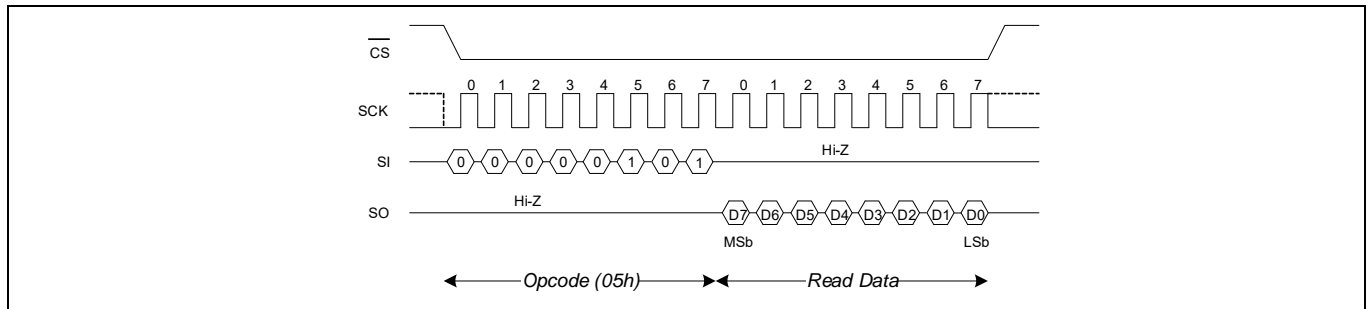 CS
0 1 2 3 4 5 6 7 0 1 2 3 4 5 6 7
SCK
Hi-Z
SI 0 0 0 0 0 1 0 1
Hi-Z
SO D7 D6 D5 D4 D3 D2 D1 D0
MSb LSb
Opcode (05h) Read Data